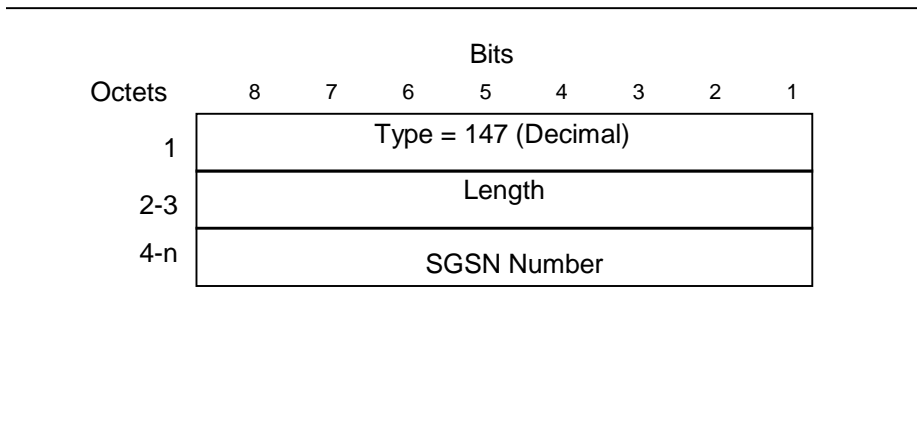 Bits
Octets 8 7 6 5 4 3 2 1
1 Type = 147 (Decimal)
2-3 Length
4-n SGSN Number